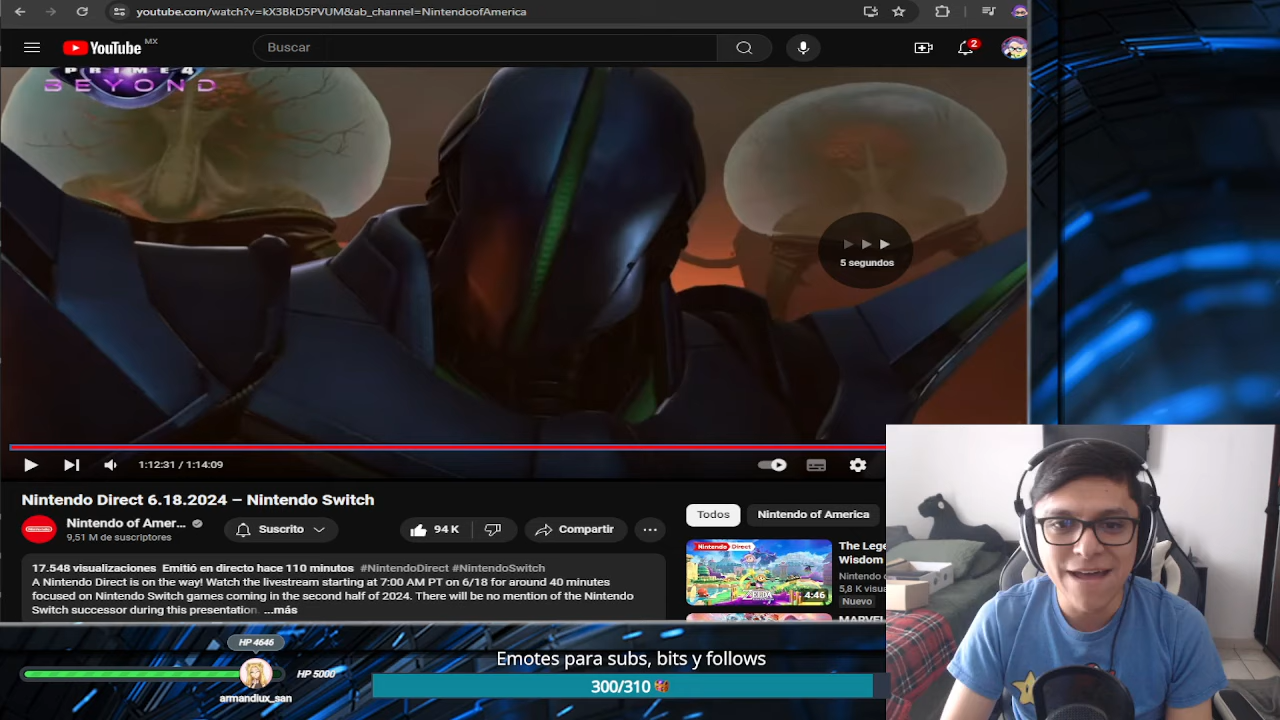 youtube.com/watch?v=kX3BkD5PVUM&ab_channel=NintendoofAmerica
YouTube MX
Buscar
2
PRIME 4
BEYOND
5 segundos
1:12:31 / 1:14:09
Nintendo Direct 6.18.2024 – Nintendo Switch
Nintendo of Amer...
9,51 M de suscriptores
Suscrito
94 K
Compartir
Todos
Nintendo of America
17.548 visualizaciones Emitió en directo hace 110 minutos #NintendoDirect #NintendoSwitch
A Nintendo Direct is on the way! Watch the livestream starting at 7:00 AM PT on 6/18 for around 40 minutes
focused on Nintendo Switch games coming in the second half of 2024. There will be no mention of the Nintendo
Switch successor during this presentation. ...más
Nintendo Direct
ZELDA
4:46
The Lege
Wisdom
Nintendo
5,8 K visua
Nuevo
MARVEL
HP 4646
HP 5000
armandiux_san
Emotes para subs, bits y follows
300/310